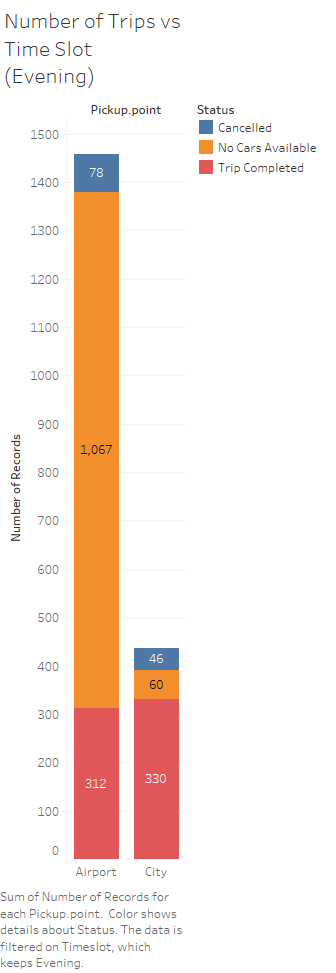 Number of Trips vs
Time Slot
(Evening)
Pickup.point
Status
Cancelled
No Cars Available
Trip Completed
1500
1400
1300
1200
1100
1000
900
800
700
600
500
400
300
200
100
0
Number of Records
78
1,067
312
46
60
330
Airport
City
Sum of Number of Records for
each Pickup.point. Color shows
details about Status. The data is
filtered on Timeslot, which
keeps Evening.